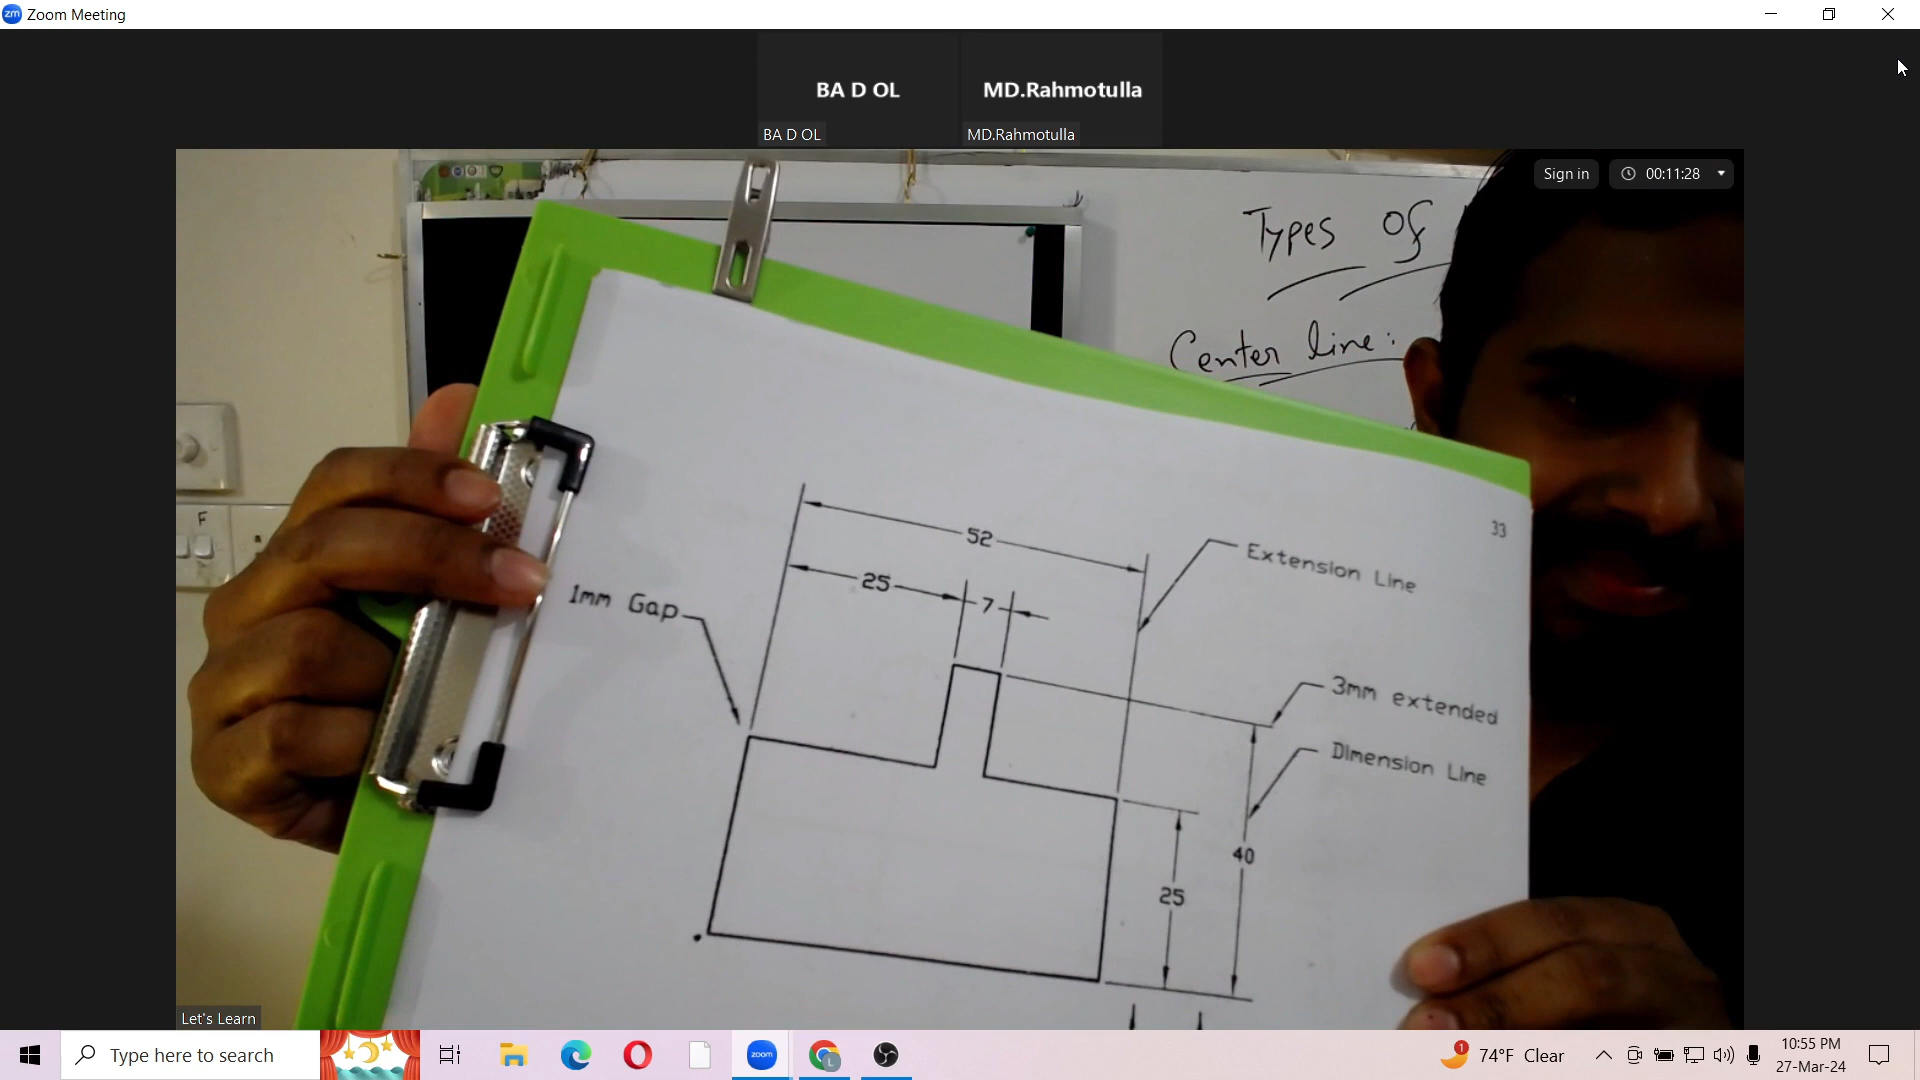 Zoom Meeting
BA D OL
MD.Rahmotulla
BA D OL
MD.Rahmotulla
Sign in
00:11:28
Types of
Center line:
33
52
Extension Line
25
7
1mm Gap
3mm extended
Dimension Line
40
25
F
Let's Learn
Type here to search
zoom
L
1
74°F Clear
10:55 PM
27-Mar-24